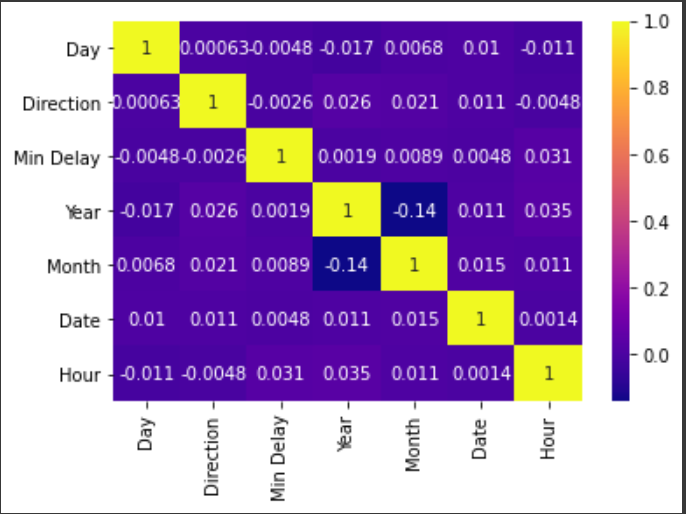 Day 1 0.00063 -0.0048 -0.017 0.0068 0.01 -0.011
Direction 0.00063 1 -0.0026 0.026 0.021 0.011 -0.0048
Min Delay -0.0048 -0.0026 1 0.0019 0.0089 0.0048 0.031
Year -0.017 0.026 0.0019 1 -0.14 0.011 0.035
Month 0.0068 0.021 0.0089 -0.14 1 0.015 0.011
Date 0.01 0.011 0.0048 0.011 0.015 1 0.0014
Hour -0.011 -0.0048 0.031 0.035 0.011 0.0014 1
Day Direction Min Delay Year Month Date Hour
1.0
0.8
0.6
0.4
0.2
0.0